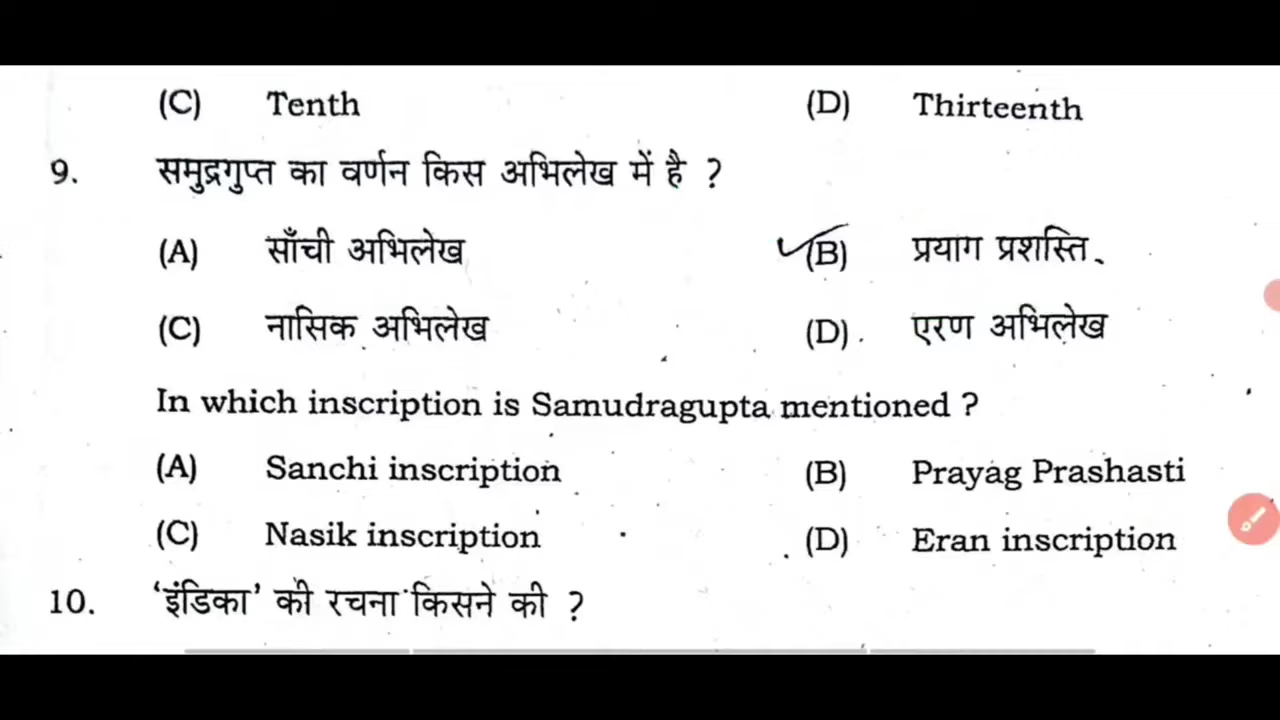 (C) Tenth (D) Thirteenth
9. समुद्रगुप्त का वर्णन किस अभिलेख में है ?
(A) साँची अभिलेख (B) प्रयाग प्रशस्ति
(C) नासिक अभिलेख (D) एरण अभिलेख
In which inscription is Samudragupta mentioned ?
(A) Sanchi inscription (B) Prayag Prashasti
(C) Nasik inscription (D) Eran inscription
10. 'इंडिका' की रचना किसने की ?